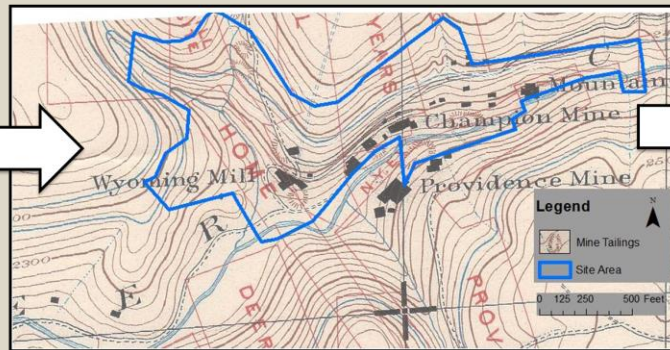 LL
YEARS
C
Mountain
Champion Mine
HOME
Wyoming Mill
Providence Mine
R
2300
C E
DEER
PROV
Legend
N
Mine Tailings
Site Area
0 125 250 500 Feet